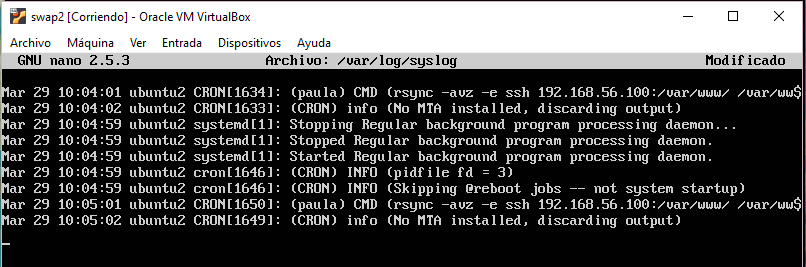 swap2 [Corriendo] - Oracle VM VirtualBox
Archivo Máquina Ver Entrada Dispositivos Ayuda
GNU nano 2.5.3 Archivo: /var/log/syslog Modificado
Mar 29 10:04:01 ubuntu2 CRON[1634]: (paula) CMD (rsync -avz -e ssh 192.168.56.100:/var/www/ /var/ww$
Mar 29 10:04:02 ubuntu2 CRON[1633]: (CRON) info (No MTA installed, discarding output)
Mar 29 10:04:59 ubuntu2 systemd[1]: Stopping Regular background program processing daemon...
Mar 29 10:04:59 ubuntu2 systemd[1]: Stopped Regular background program processing daemon.
Mar 29 10:04:59 ubuntu2 systemd[1]: Started Regular background program processing daemon.
Mar 29 10:04:59 ubuntu2 cron[1646]: (CRON) INFO (pidfile fd = 3)
Mar 29 10:04:59 ubuntu2 cron[1646]: (CRON) INFO (Skipping @reboot jobs -- not system startup)
Mar 29 10:05:01 ubuntu2 CRON[1650]: (paula) CMD (rsync -avz -e ssh 192.168.56.100:/var/www/ /var/ww$
Mar 29 10:05:02 ubuntu2 CRON[1649]: (CRON) info (No MTA installed, discarding output)